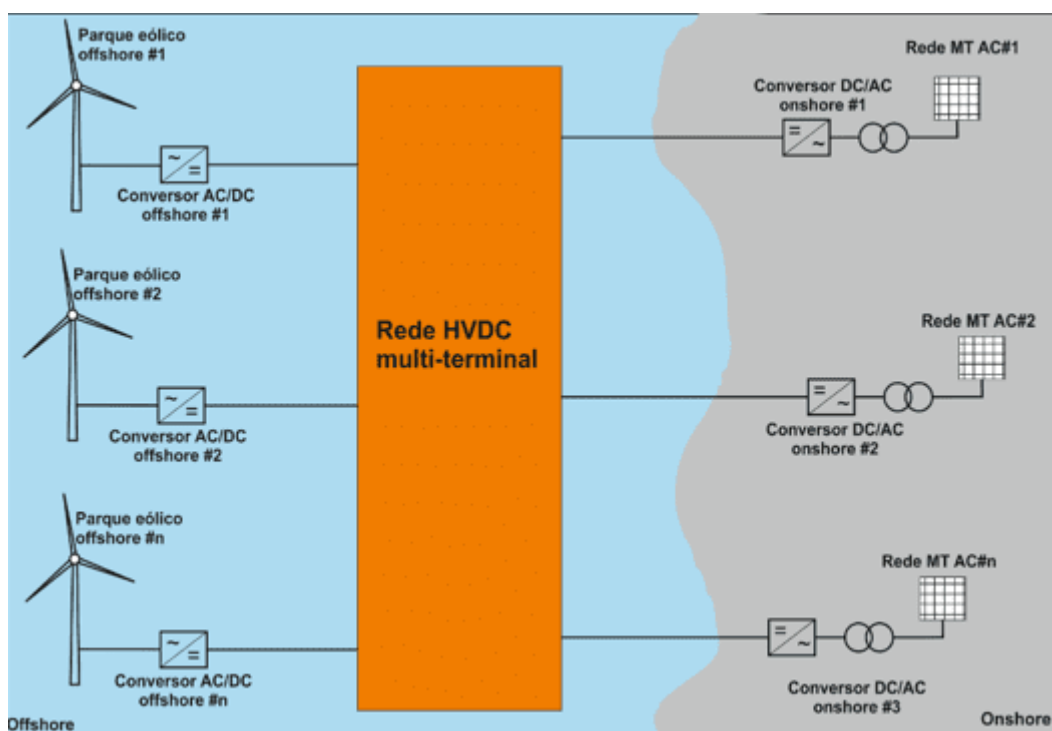 Parque eólico
offshore #1
Conversor AC/DC
offshore #1
Parque eólico
offshore #2
Conversor AC/DC
offshore #2
Parque eólico
offshore #n
Conversor AC/DC
offshore #n
Offshore
Rede HVDC
multi-terminal
Rede MT AC#1
Conversor DC/AC
onshore #1
Rede MT AC#2
Conversor DC/AC
onshore #2
Rede MT AC#n
Conversor DC/AC
onshore #3
Onshore